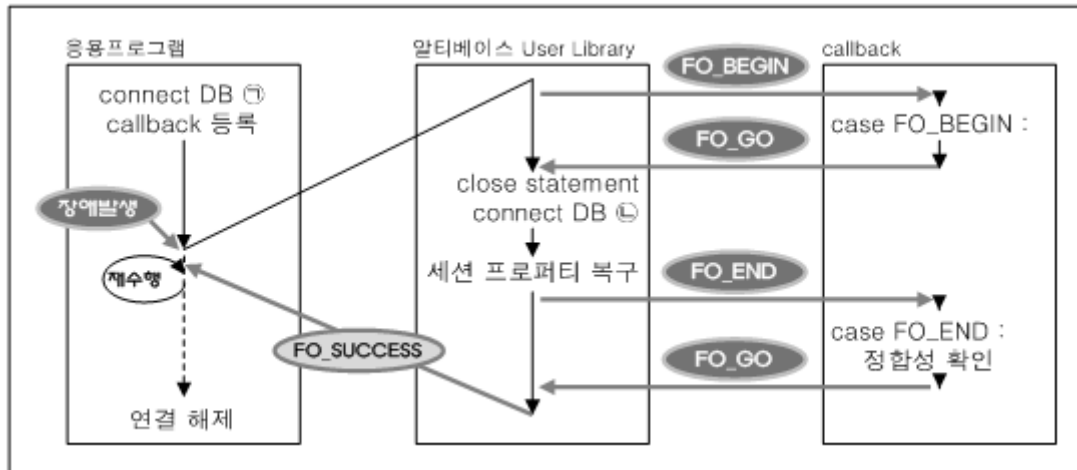 응용프로그램
connect DB ㉠
callback 등록
장애발생
재수행
연결 해제
알티베이스 User Library
close statement
connect DB ㉡
세션 프로퍼티 복구
FO_BEGIN
FO_GO
FO_END
FO_GO
FO_SUCCESS
callback
case FO_BEGIN :
case FO_END :
정합성 확인